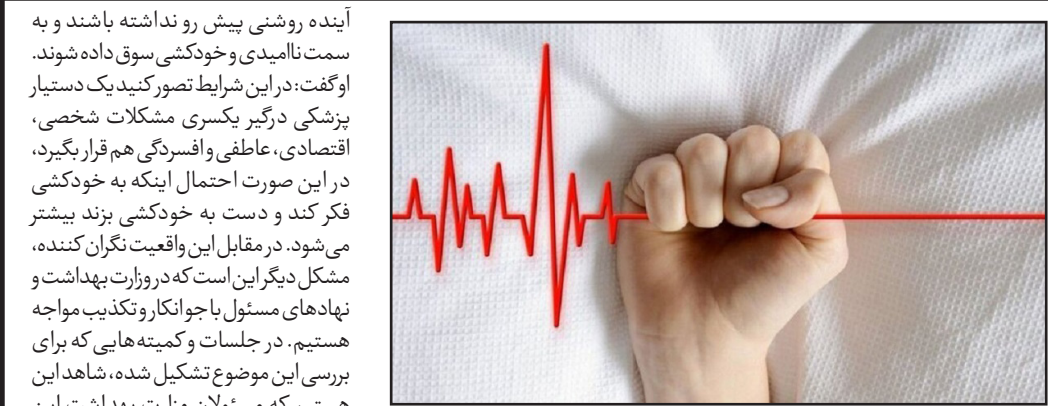 آینده روشنی پیش رو نداشته باشند و به
سمت ناامیدی و خودکشی سوق داده شوند.
او گفت: در این شرایط تصور کنید یک دستیار
پزشکی درگیر یکسری مشکلات شخصی،
اقتصادی، عاطفی و افسردگی هم قرار بگیرد،
در این صورت احتمال اینکه به خودکشی
فکر کند و دست به خودکشی بزند بیشتر
می‌شود. در مقابل این واقعیت نگران‌کننده،
مشکل دیگر این است که در وزارت بهداشت و
نهادهای مسئول با جو انکار و تکذیب مواجه
هستیم. در جلسات و کمیته‌هایی که برای
بررسی این موضوع تشکیل شده، شاهد این